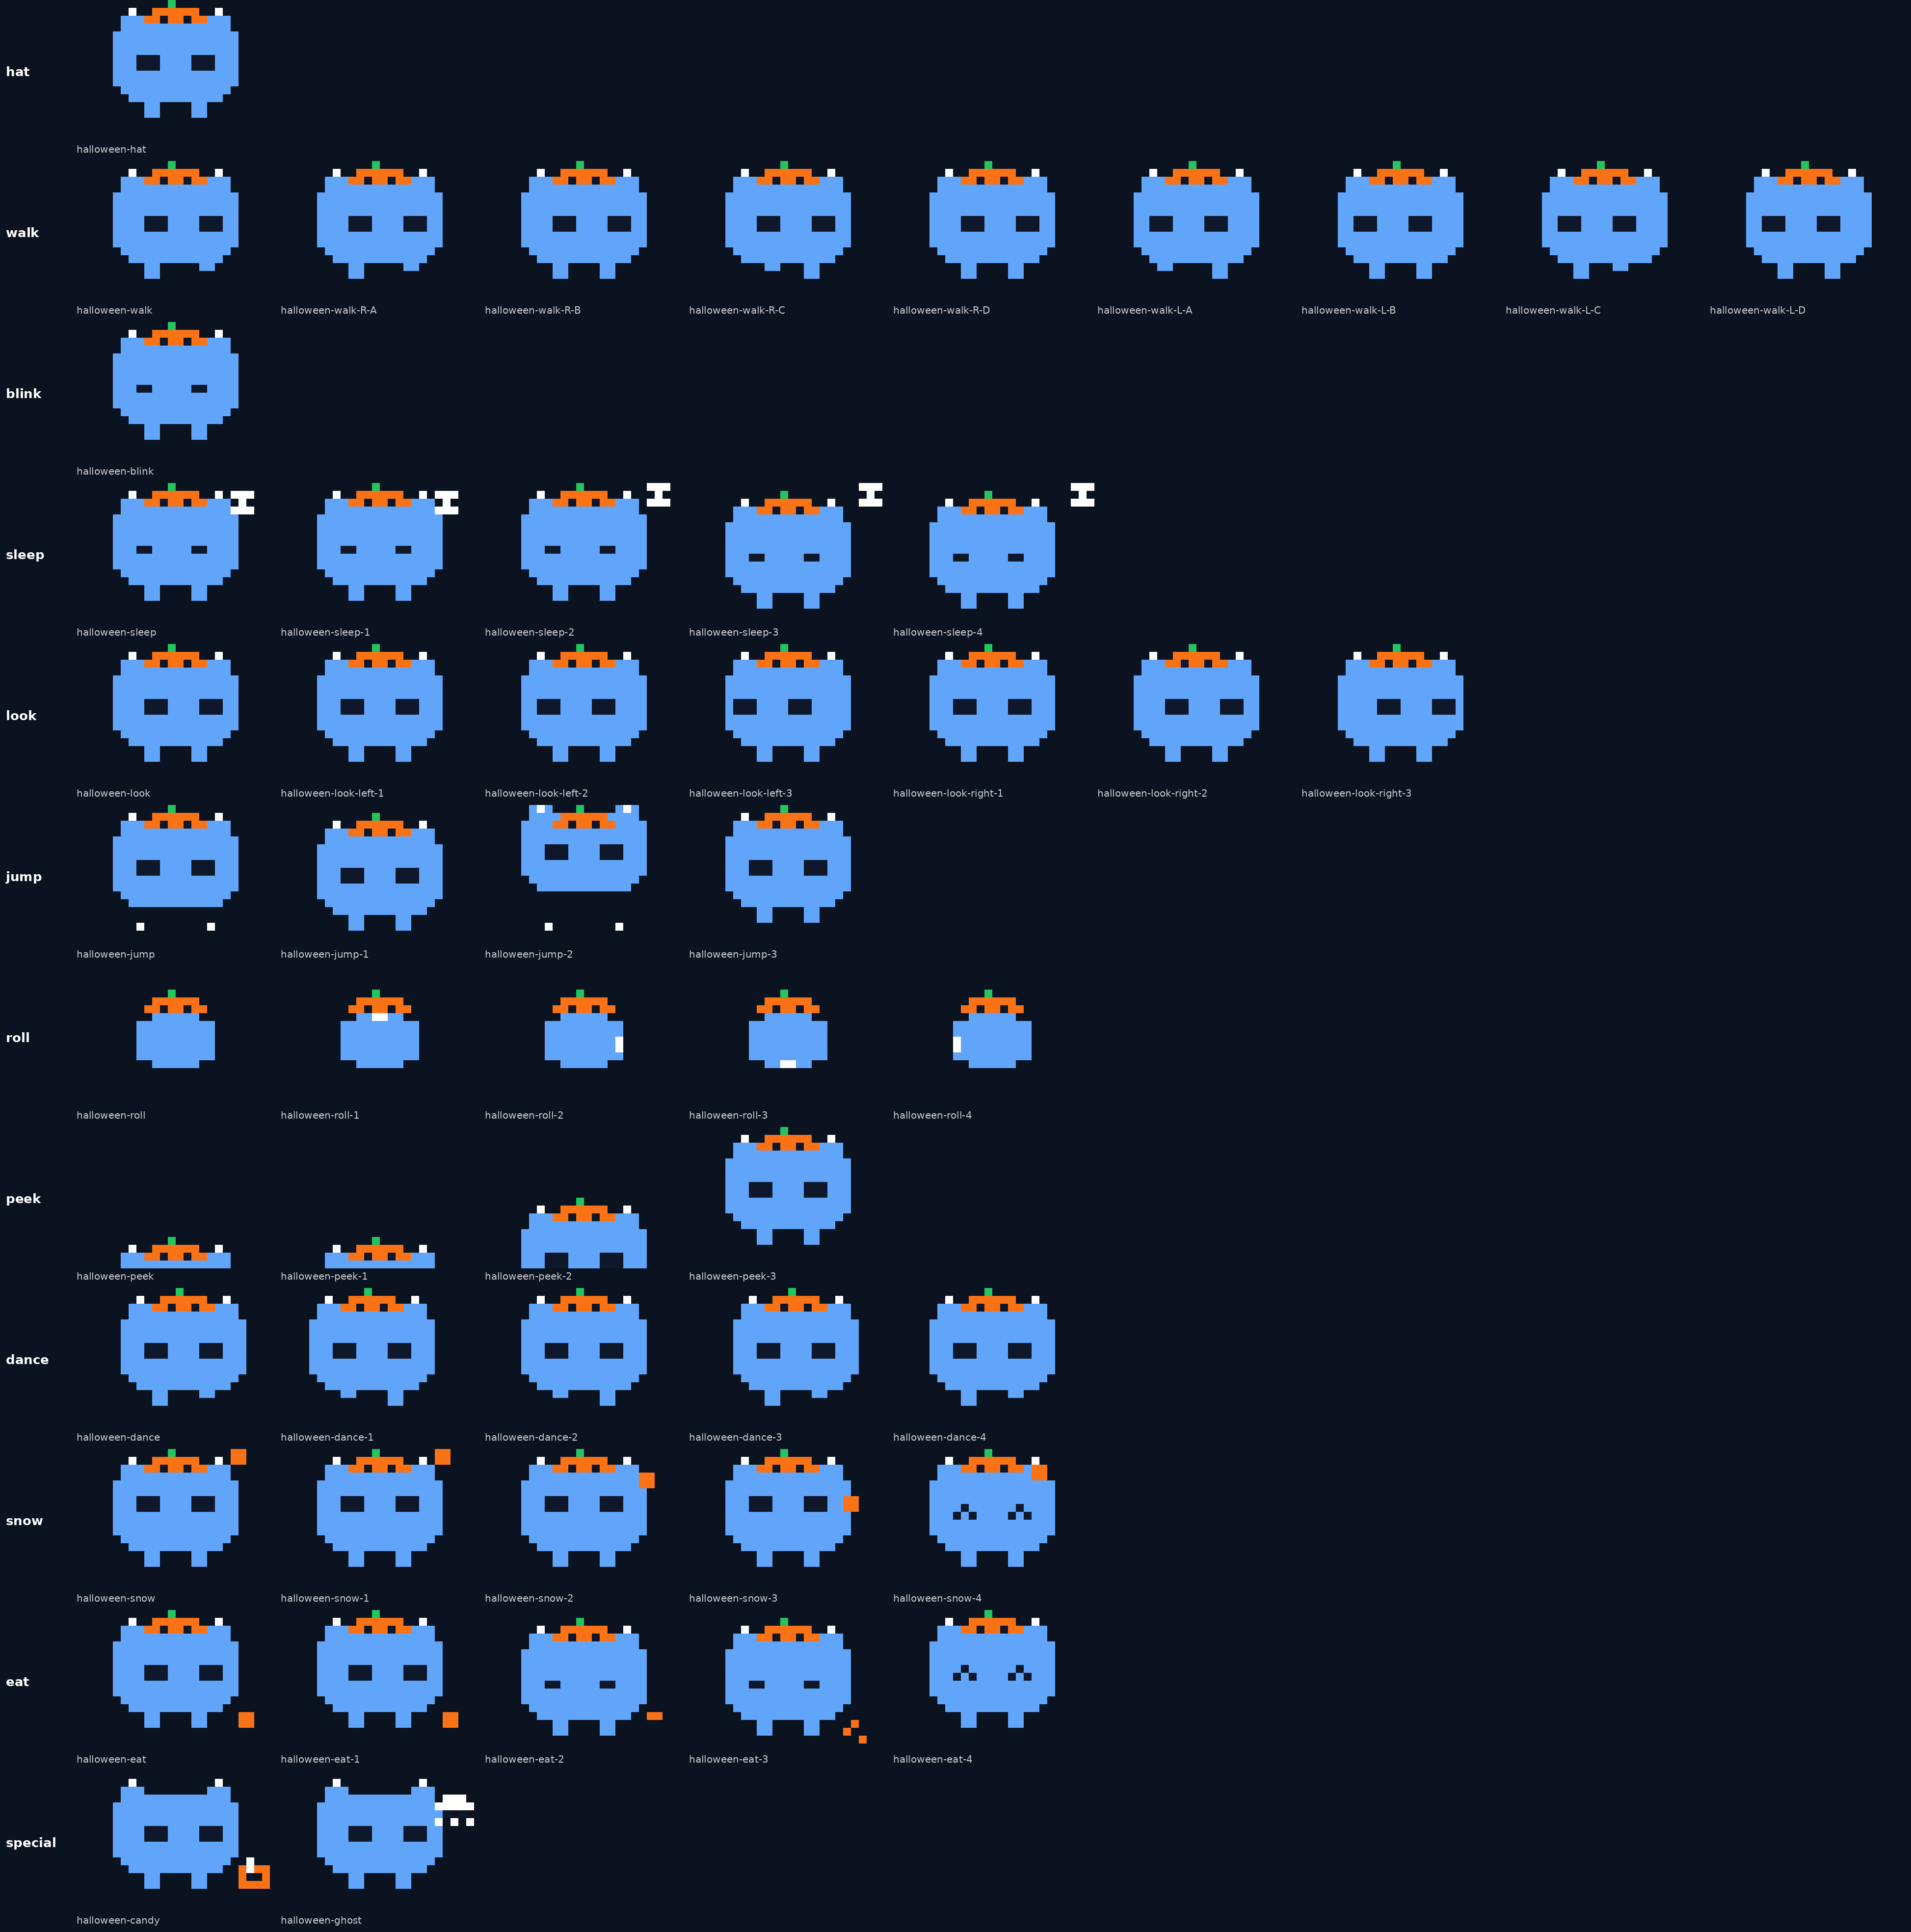 hat
halloween-hat
walk
halloween-walk halloween-walk-R-A halloween-walk-R-B halloween-walk-R-C halloween-walk-R-D halloween-walk-L-A halloween-walk-L-B halloween-walk-L-C halloween-walk-L-D
blink
halloween-blink
sleep
halloween-sleep halloween-sleep-1 halloween-sleep-2 halloween-sleep-3 halloween-sleep-4
look
halloween-look halloween-look-left-1 halloween-look-left-2 halloween-look-left-3 halloween-look-right-1 halloween-look-right-2 halloween-look-right-3
jump
halloween-jump halloween-jump-1 halloween-jump-2 halloween-jump-3
roll
halloween-roll halloween-roll-1 halloween-roll-2 halloween-roll-3 halloween-roll-4
peek
halloween-peek halloween-peek-1 halloween-peek-2 halloween-peek-3
dance
halloween-dance halloween-dance-1 halloween-dance-2 halloween-dance-3 halloween-dance-4
snow
halloween-snow halloween-snow-1 halloween-snow-2 halloween-snow-3 halloween-snow-4
eat
halloween-eat halloween-eat-1 halloween-eat-2 halloween-eat-3 halloween-eat-4
special
halloween-candy halloween-ghost